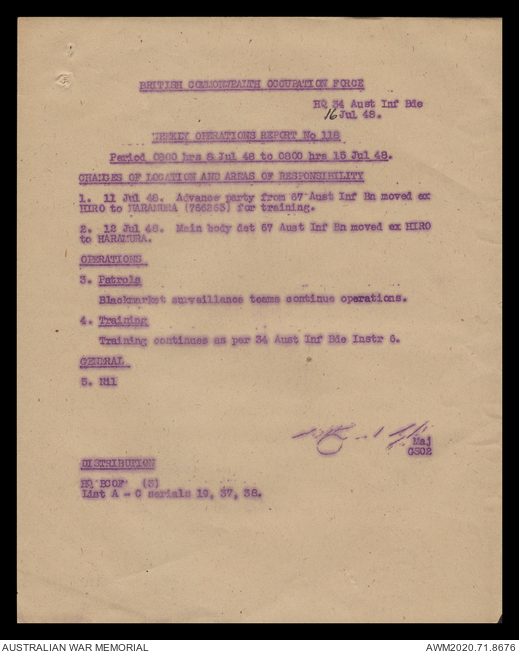 BRITISH COMMONWEALTH OCCUPATION FORCE
HQ 34 Aust Inf Bde
16 Jul 48.
WEEKLY OPERATIONS REPORT No 118
Period 0800 hrs 8 Jul 48 to 0800 hrs 15 Jul 48.
CHANGES OF LOCATION AND AREAS OF RESPONSIBILITY
1. 11 Jul 48. Advance party from 67 Aust Inf Bn moved ex
HIRO to HARAMURA (766263) for training.
2. 12 Jul 48. Main body det 67 Aust Inf Bn moved ex HIRO
to HARAMURA.
OPERATIONS
3. Patrols
Blackmarket surveillance teams continue operations.
4. Training
Training continues as per 34 Aust Inf Bde Instr 6.
GENERAL
5. Nil
Maj
GSO2
DISTRIBUTION
HQ BCOF (3)
List A - C serials 19, 37, 38.
AUSTRALIAN WAR MEMORIAL
AWM2020.71.8676